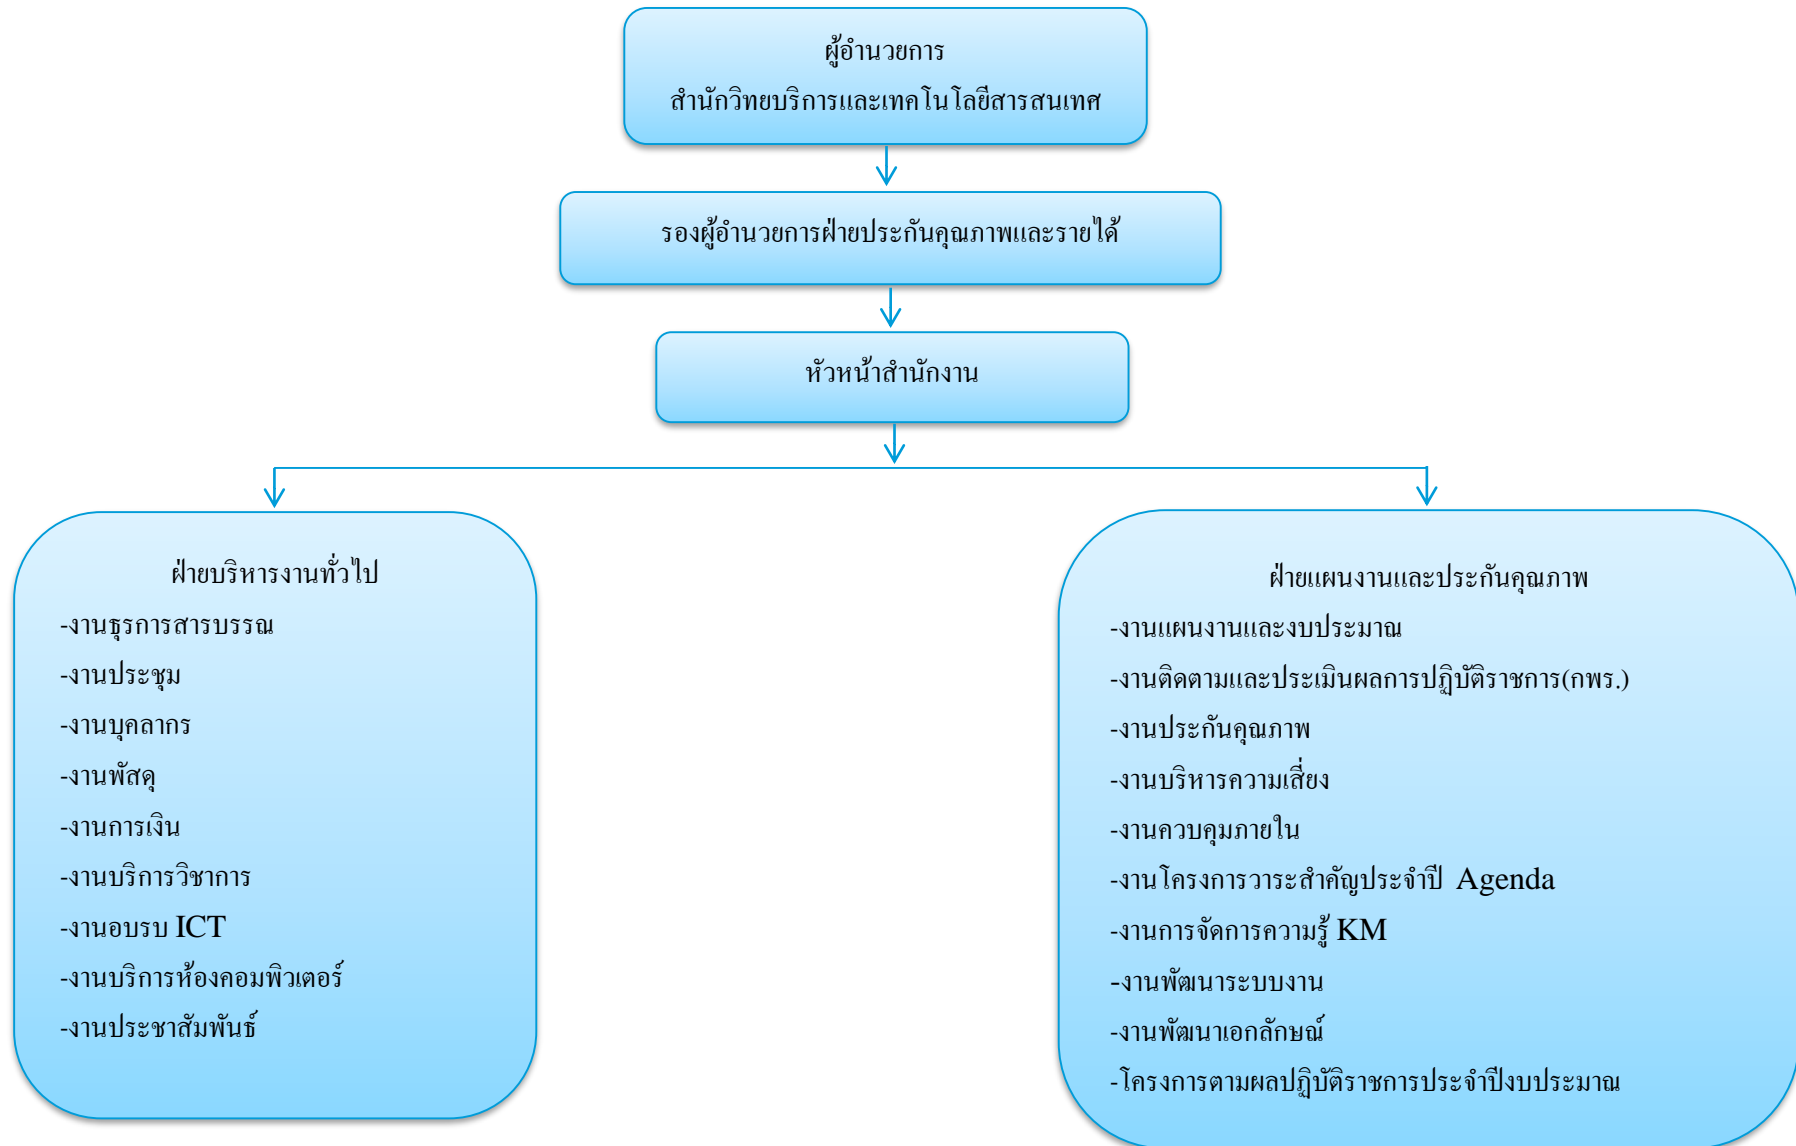 ผู้อำนวยการ
สำนักวิทยบริการและเทคโนโลยีสารสนเทศ
รองผู้อำนวยการฝ่ายประกันคุณภาพและรายได้
หัวหน้าสำนักงาน
ฝ่ายบริหารงานทั่วไป
-งานธุรการสารบรรณ
-งานประชุม
-งานบุคลากร
-งานพัสดุ
-งานการเงิน
-งานบริการวิชาการ
-งานอบรบ ICT
-งานบริการห้องคอมพิวเตอร์
-งานประชาสัมพันธ์
ฝ่ายแผนงานและประกันคุณภาพ
-งานแผนงานและงบประมาณ
-งานติดตามและประเมินผลการปฏิบัติราชการ(กพร.)
-งานประกันคุณภาพ
-งานบริหารความเสี่ยง
-งานควบคุมภายใน
-งานโครงการวาระสำคัญประจำปี Agenda
-งานการจัดการความรู้ KM
-งานพัฒนาระบบงาน
-งานพัฒนาเอกลักษณ์
-โครงการตามผลปฏิบัติราชการประจำปีงบประมาณ